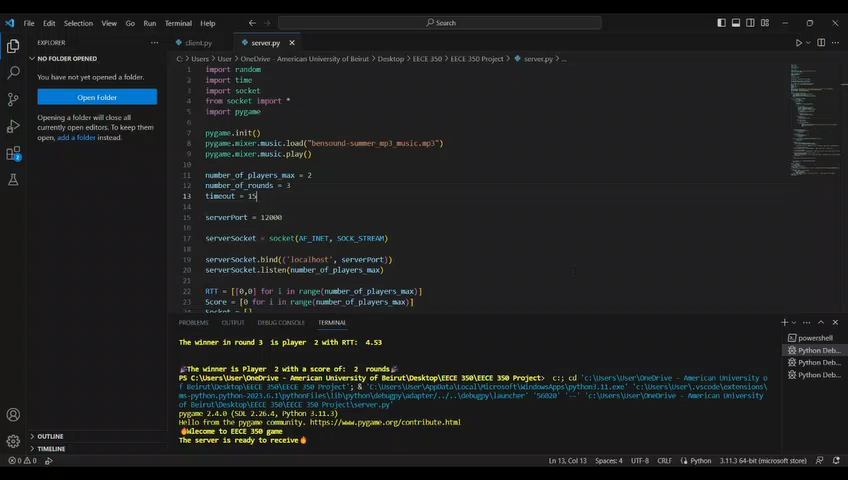 File Edit Selection View Go Run Terminal Help
Search
EXPLORER
client.py
server.py
NO FOLDER OPENED
C: > Users > User > OneDrive - American University of Beirut > Desktop > EECE 350 > EECE 350 Project > server.py > ...
You have not yet opened a folder.
Open Folder
Opening a folder will close all currently open editors. To keep them open, add a folder instead.
1 import random
2 import time
3 import socket
4 from socket import *
5 import pygame
6
7 pygame.init()
8 pygame.mixer.music.load("bensound-summer_mp3_music.mp3")
9 pygame.mixer.music.play()
10
11 number_of_players_max = 2
12 number_of_rounds = 3
13 timeout = 15
14
15 serverPort = 12000
16
17 serverSocket = socket(AF_INET, SOCK_STREAM)
18
19 serverSocket.bind(('localhost', serverPort))
20 serverSocket.listen(number_of_players_max)
21
22 RTT = [[0,0] for i in range(number_of_players_max)]
23 Score = [0 for i in range(number_of_players_max)]
24 Socket = []
PROBLEMS OUTPUT DEBUG CONSOLE TERMINAL
The winner in round 3 is player 2 with RTT: 4.53
🎉The winner is Player 2 with a score of: 2 rounds🎉
PS C:\Users\User\OneDrive - American University of Beirut\Desktop\EECE 350\EECE 350 Project> c:; cd 'c:\Users\User\OneDrive - American University o
f Beirut\Desktop\EECE 350\EECE 350 Project'; & 'C:\Users\User\AppData\Local\Microsoft\WindowsApps\python3.11.exe' 'c:\Users\User\.vscode\extensions\
ms-python.python-2023.6.1\pythonFiles\lib\python\debugpy\adapter/../..\debugpy\launcher' '56020' '--' 'c:\Users\User\OneDrive - American University
of Beirut\Desktop\EECE 350\EECE 350 Project\server.py'
pygame 2.4.0 (SDL 2.26.4, Python 3.11.3)
Hello from the pygame community. https://www.pygame.org/contribute.html
🔥Wlecome to EECE 350 game
The server is ready to receive🔥
powershell
Python Deb...
Python Deb...
Python Deb...
OUTLINE
TIMELINE
0 0
Ln 13, Col 13 Spaces: 4 UTF-8 CRLF Python 3.11.3 64-bit (microsoft store)